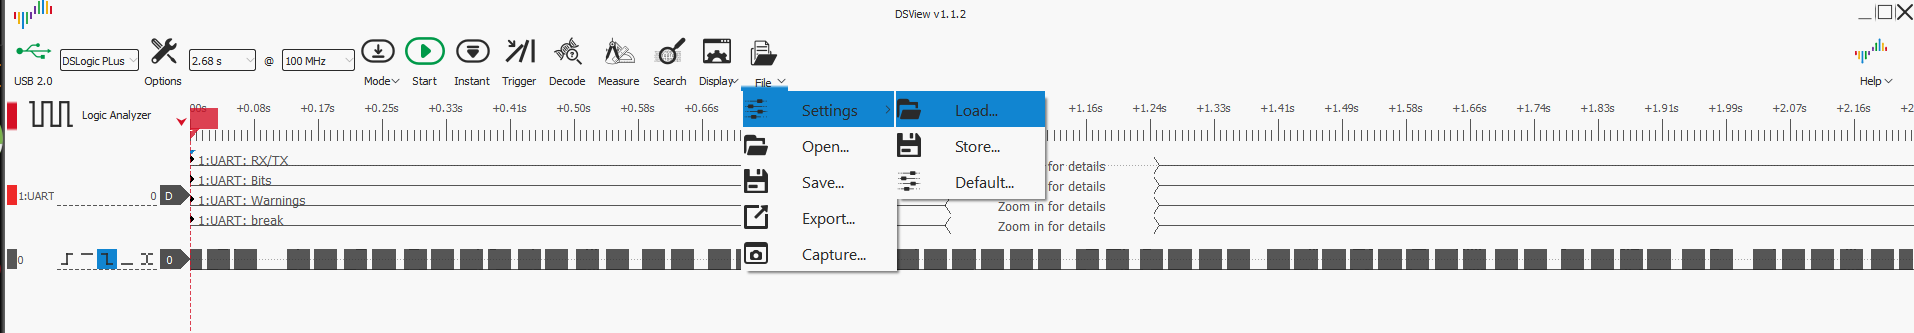 DSView v1.1.2
USB 2.0
DSLogic PLus
Options
2.68 s
@
100 MHz
Mode
Start
Instant
Trigger
Decode
Measure
Search
Display
File
Help
Logic Analyzer
00s +0.08s +0.17s +0.25s +0.33s +0.41s +0.50s +0.58s +0.66s +1.16s +1.24s +1.33s +1.41s +1.49s +1.58s +1.66s +1.74s +1.83s +1.91s +1.99s +2.07s +2.16s +2.
Settings
Open...
Save...
Export...
Capture...
Load...
Store...
Default...
1:UART: RX/TX
for details
1:UART: Bits
for details
1:UART 0 D
1:UART: Warnings
Zoom in for details
1:UART: break
Zoom in for details
0 0